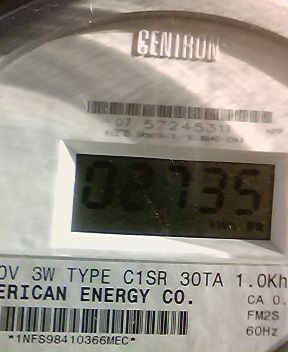 CENTRON
07 57245311
02735
0V 3W TYPE C1SR 30TA 1.0Kh
ERICAN ENERGY CO.
CA 0.
FM2S
60Hz
*1NFS98410366MEC*